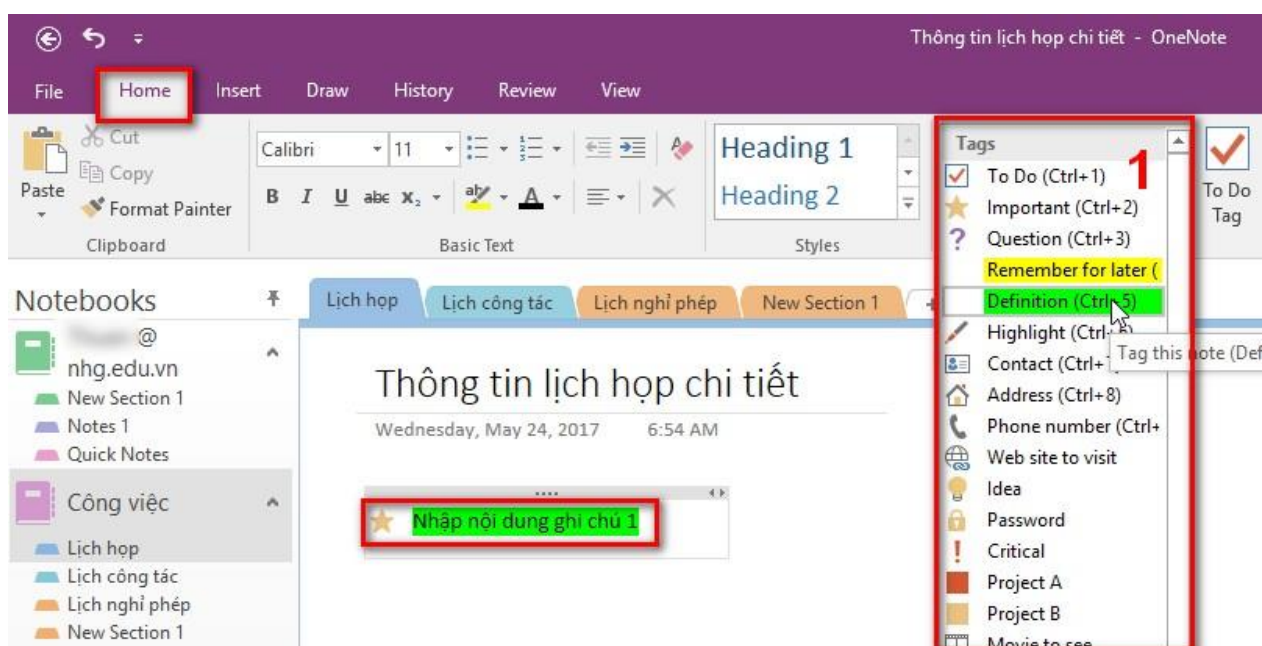 Thông tin lịch họp chi tiết - OneNote
File Home Insert Draw History Review View
Paste
Cut
Copy
Format Painter
Clipboard
Calibri 11
B I U abc X₂ A
Basic Text
Heading 1
Heading 2
Styles
Tags
1
To Do (Ctrl+1)
Important (Ctrl+2)
Question (Ctrl+3)
Remember for later (
Definition (Ctrl+5)
Highlight (Ctrl+6)
Contact (Ctrl+
Address (Ctrl+8)
Phone number (Ctrl+
Web site to visit
Idea
Password
Critical
Project A
Project B
Movie to see
Tag this note (Def
To Do
Tag
Notebooks
@
nhg.edu.vn
New Section 1
Notes 1
Quick Notes
Công việc
Lịch họp
Lịch công tác
Lịch nghỉ phép
New Section 1
Lịch họp Lịch công tác Lịch nghỉ phép New Section 1 +
Thông tin lịch họp chi tiết
Wednesday, May 24, 2017 6:54 AM
Nhập nội dung ghi chú 1